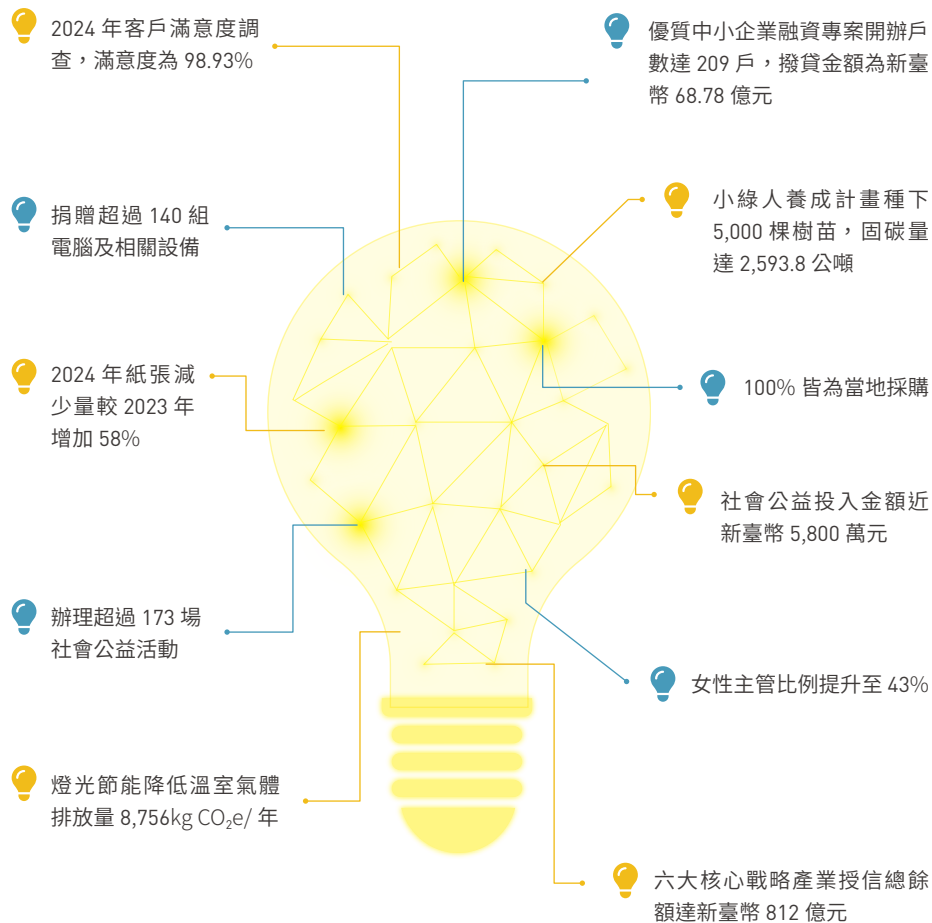 2024 年客戶滿意度調
查，滿意度為 98.93%
捐贈超過 140 組
電腦及相關設備
2024 年紙張減
少量較 2023 年
增加 58%
辦理超過 173 場
社會公益活動
燈光節能降低溫室氣體
排放量 8,756kg CO₂e/ 年
優質中小企業融資專案開辦戶
數達 209 戶，撥貸金額為新臺
幣 68.78 億元
小綠人養成計畫種下
5,000 棵樹苗，固碳量
達 2,593.8 公噸
100% 皆為當地採購
社會公益投入金額近
新臺幣 5,800 萬元
女性主管比例提升至 43%
六大核心戰略產業授信總餘
額達新臺幣 812 億元